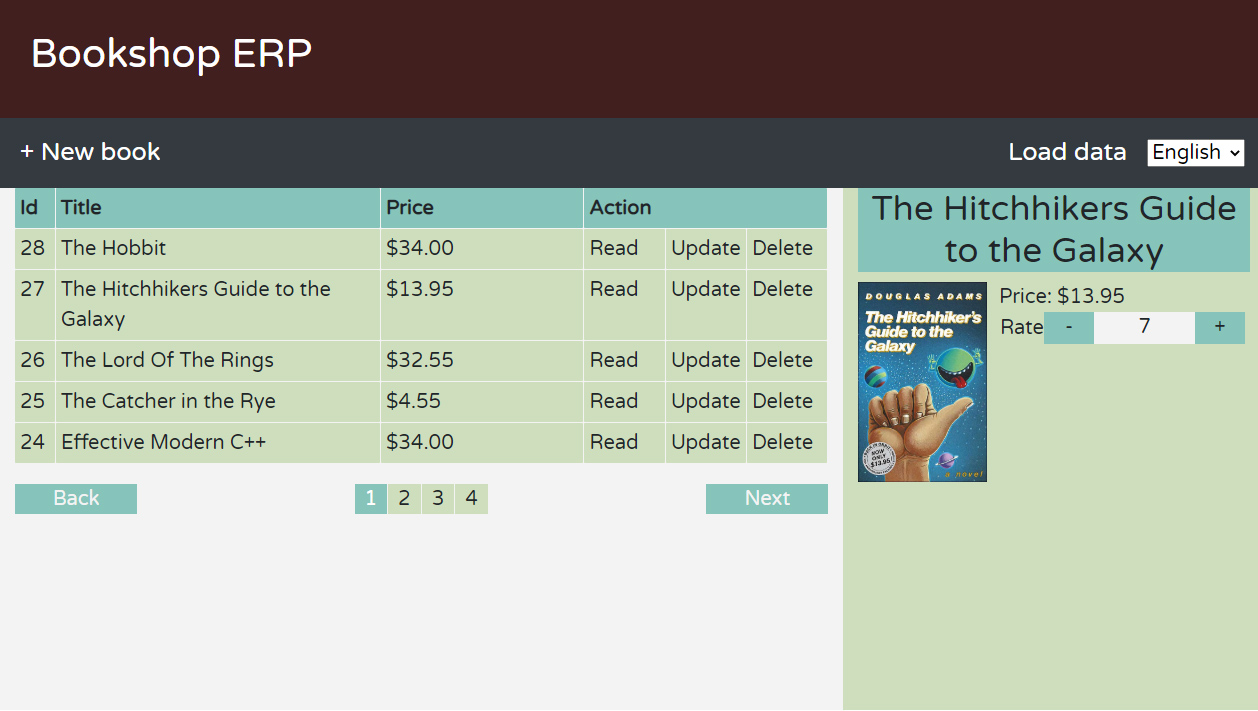 Bookshop ERP
+ New book
Load data
English
Id Title Price Action
28 The Hobbit $34.00 Read Update Delete
27 The Hitchhikers Guide to the $13.95 Read Update Delete
Galaxy
26 The Lord Of The Rings $32.55 Read Update Delete
25 The Catcher in the Rye $4.55 Read Update Delete
24 Effective Modern C++ $34.00 Read Update Delete
Back 1 2 3 4 Next
The Hitchhikers Guide
to the Galaxy
DOUGLAS ADAMS
The Hitchhiker's
Guide to the
Galaxy
NOW
ONLY
$13.95
a novel
Price: $13.95
Rate - 7 +